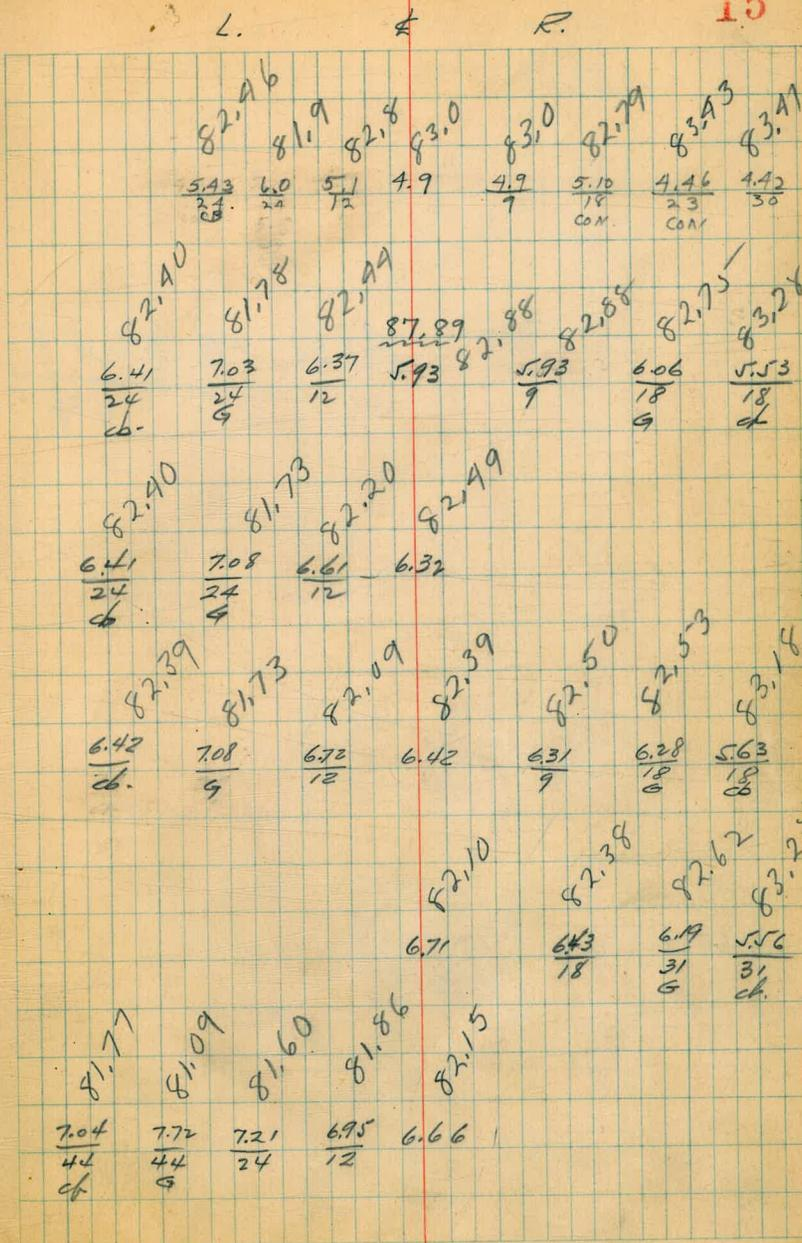 L. ℄ R. 15
82.46 81.9 82.8 83.0 83.0 82.79 83.43 83.47
5.43 6.0 5.1 4.9 4.9 5.10 4.46 4.42
24 24 12 9 18 23 30
cb. CON. CON
82.40 81.78 82.44 87.89 82.88 82.88 82.75 83.28
6.41 7.03 6.37 5.93 5.93 6.06 5.53
24 24 12 9 18 18
cb- G G cb
82.40 81.73 82.20 82.49
6.41 7.08 6.61 6.32
24 24 12
cb G
82.39 81.73 82.09 82.39 82.50 82.53 83.18
6.42 7.08 6.72 6.42 6.31 6.28 5.63
cb. G 12 9 18 18
G cb
82.10 82.38 82.62 83.2
6.71 6.43 6.19 5.56
18 31 31
G cb.
81.77 81.09 81.60 81.86 82.15
7.04 7.72 7.21 6.95 6.66
44 44 24 12
cb G